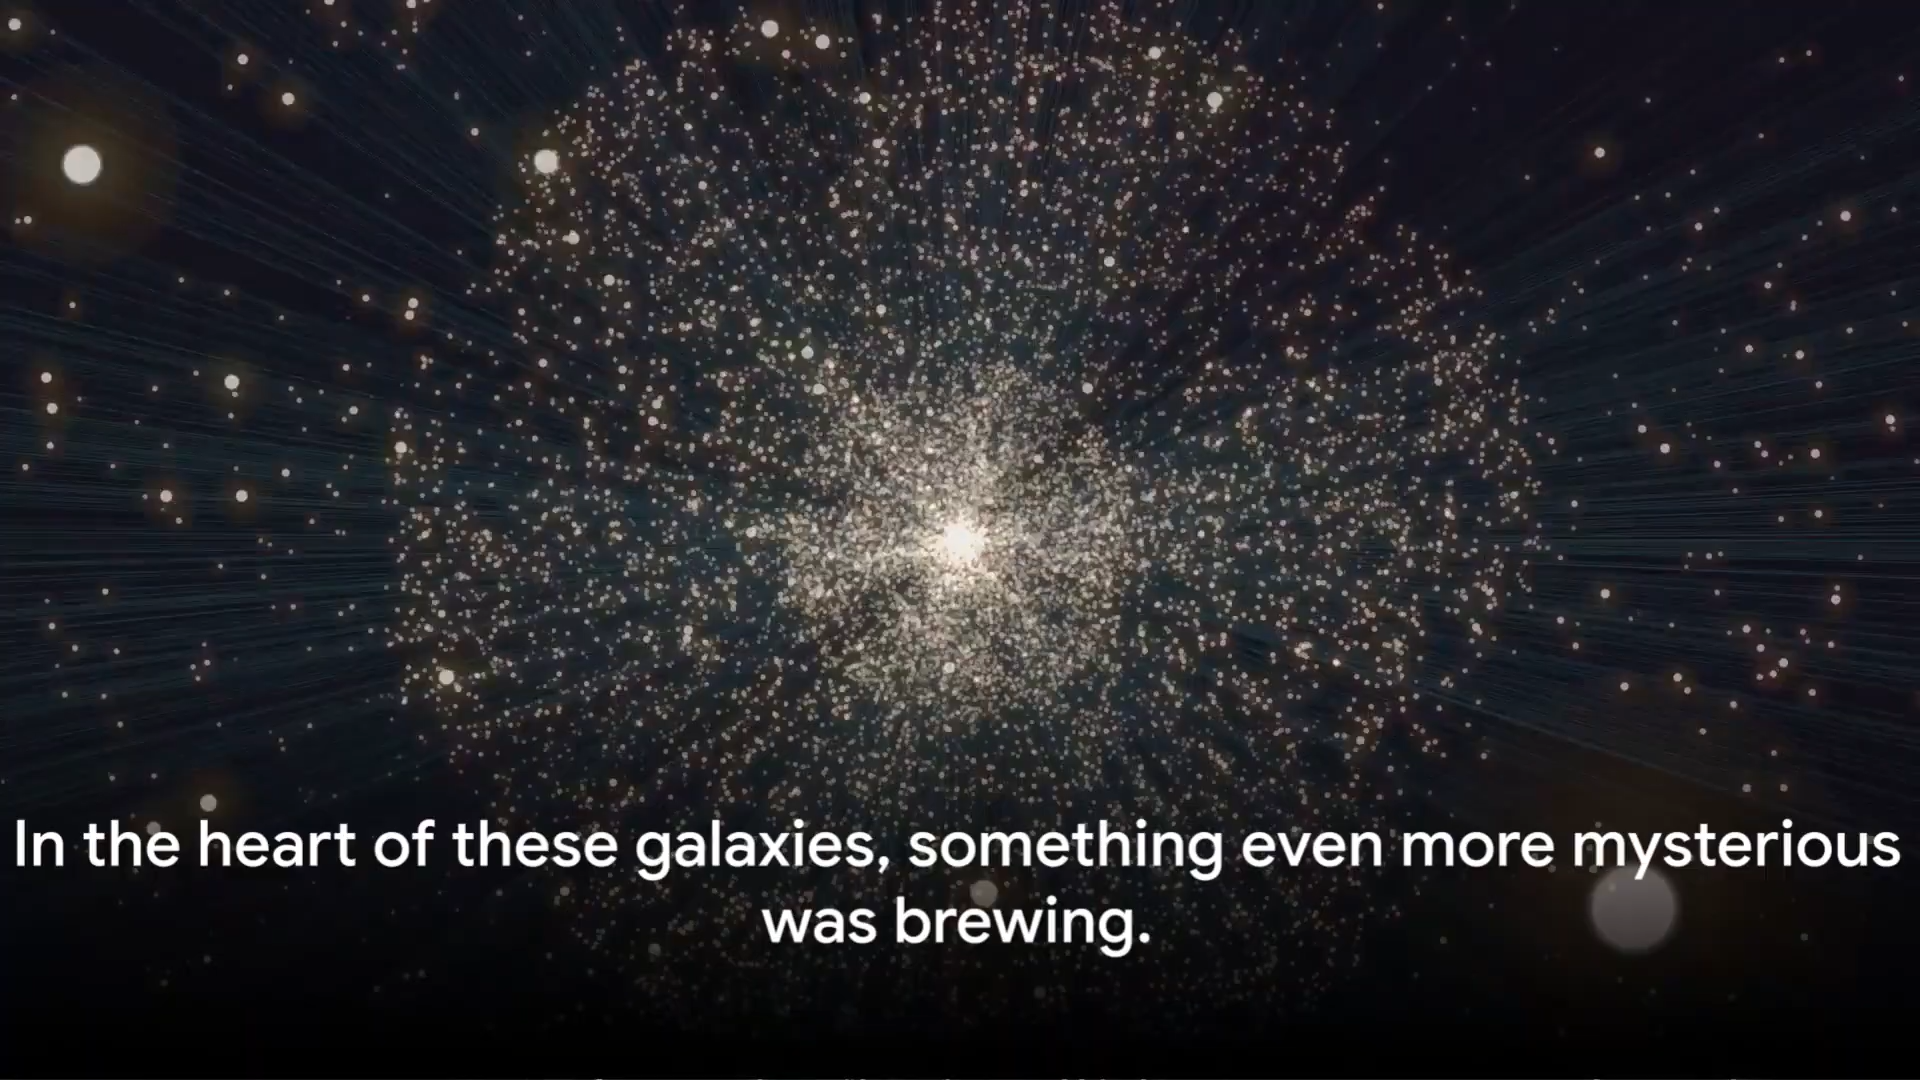 In the heart of these galaxies, something even more mysterious
was brewing.